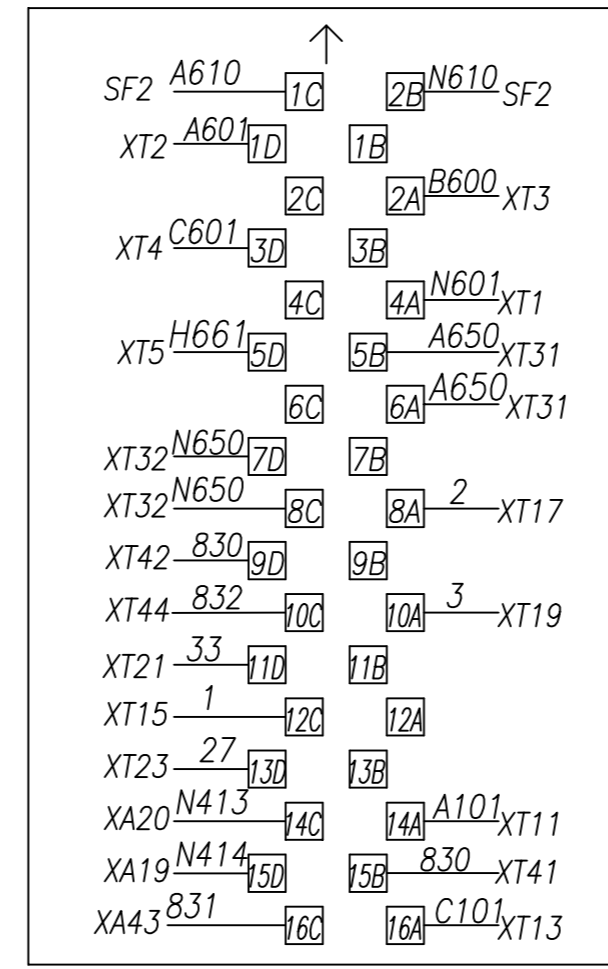 SF2 A610 1C 2B N610 SF2
XT2 A601 1D 1B
2C 2A B600 XT3
XT4 C601 3D 3B
4C 4A N601 XT1
XT5 H661 5D 5B A650 XT31
6C 6A A650 XT31
XT32 N650 7D 7B
XT32 N650 8C 8A 2 XT17
XT42 830 9D 9B
XT44 832 10C 10A 3 XT19
XT21 33 11D 11B
XT15 1 12C 12A
XT23 27 13D 13B
XA20 N413 14C 14A A101 XT11
XA19 N414 15D 15B 830 XT41
XA43 831 16C 16A C101 XT13